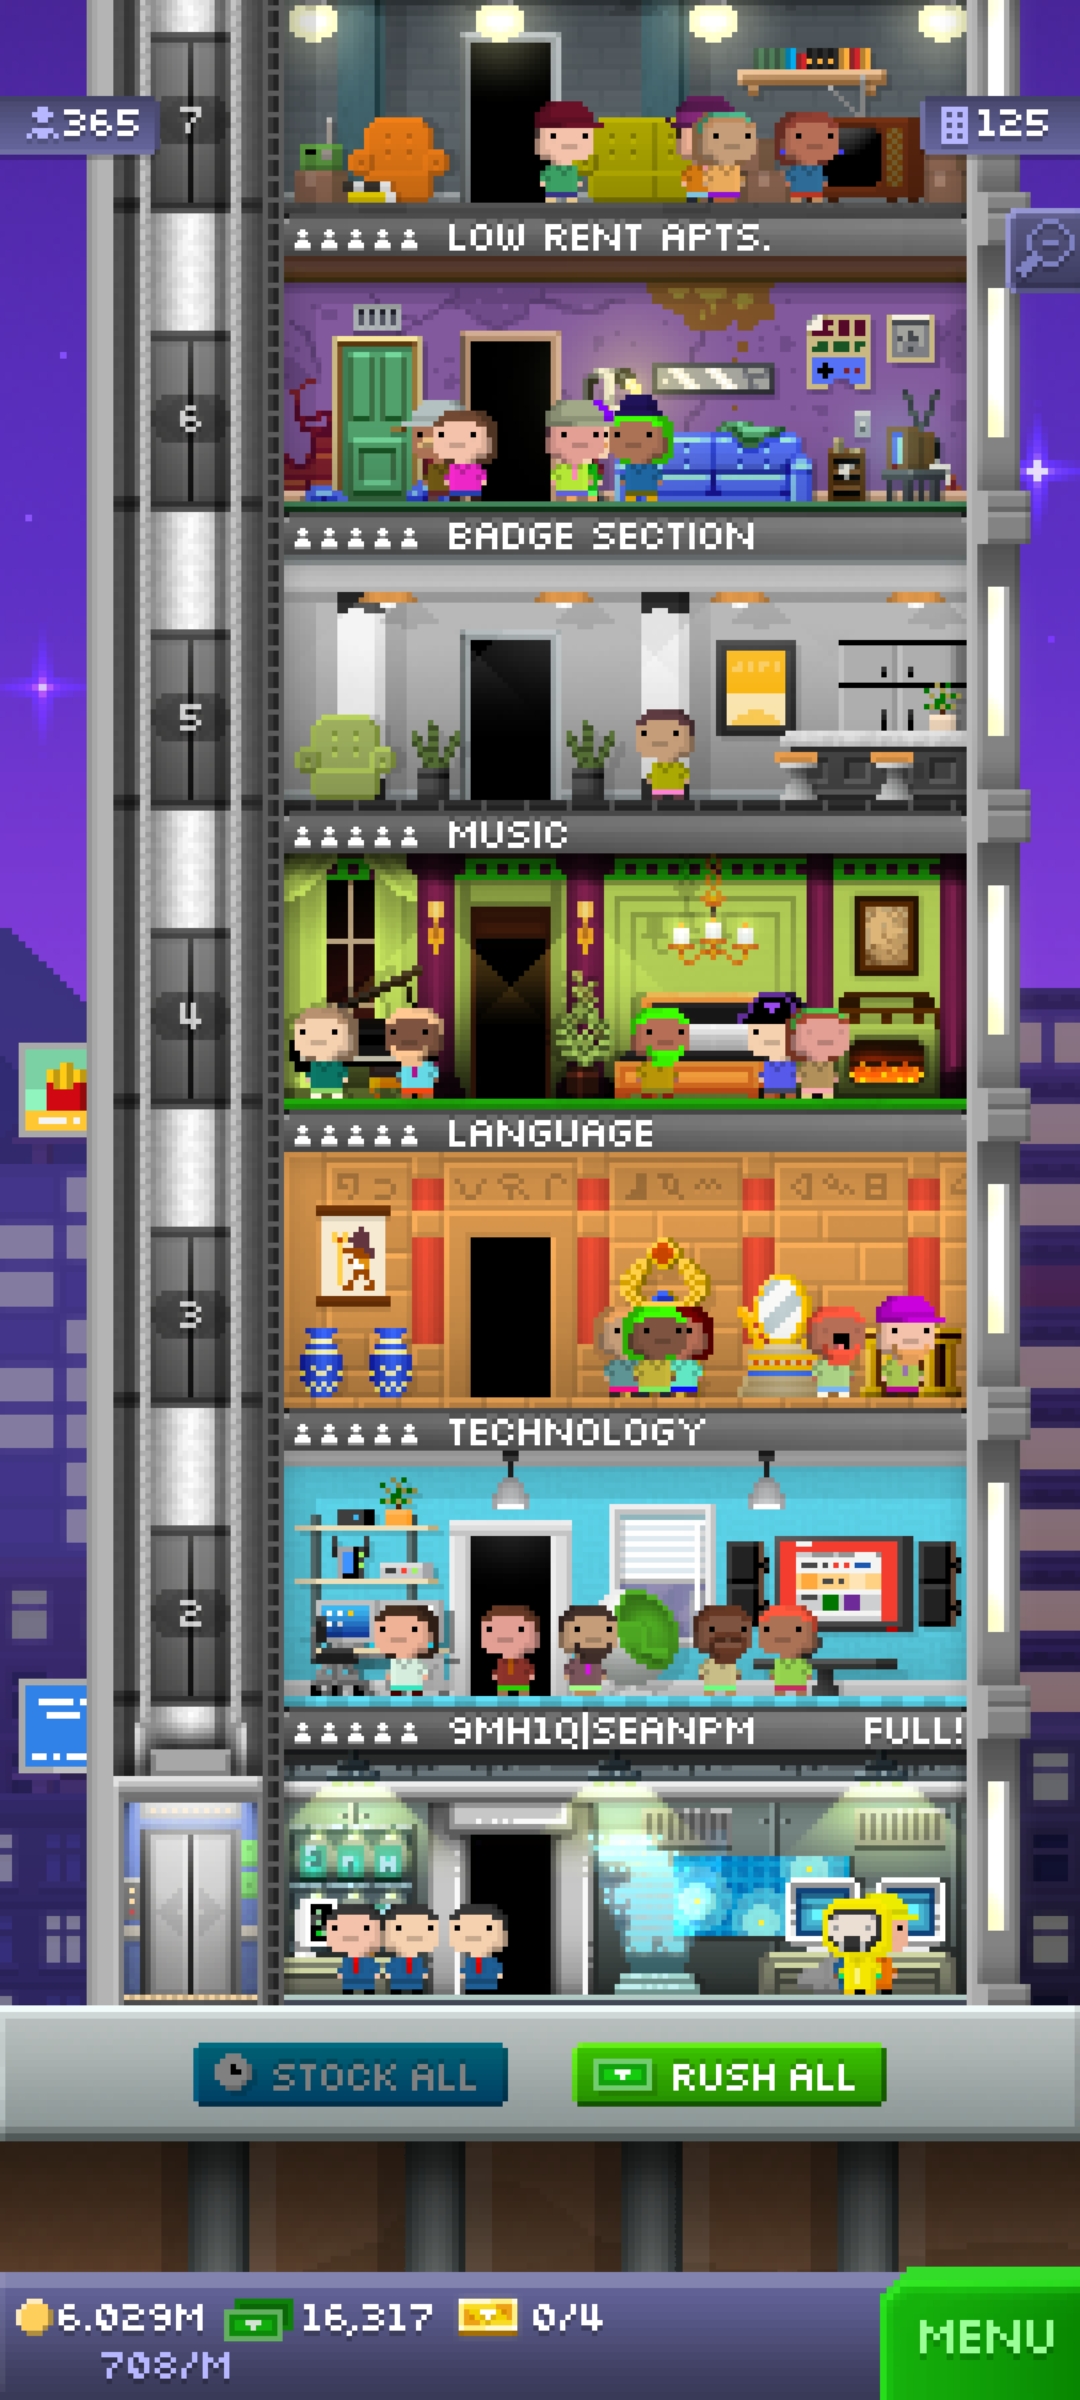 365
7
125
LOW RENT APTS.
6
BADGE SECTION
5
MUSIC
4
LANGUAGE
3
TECHNOLOGY
2
9MH1Q|SEANPM FULL!
STOCK ALL
RUSH ALL
6.029M 16,317 0/4
708/M
MENU